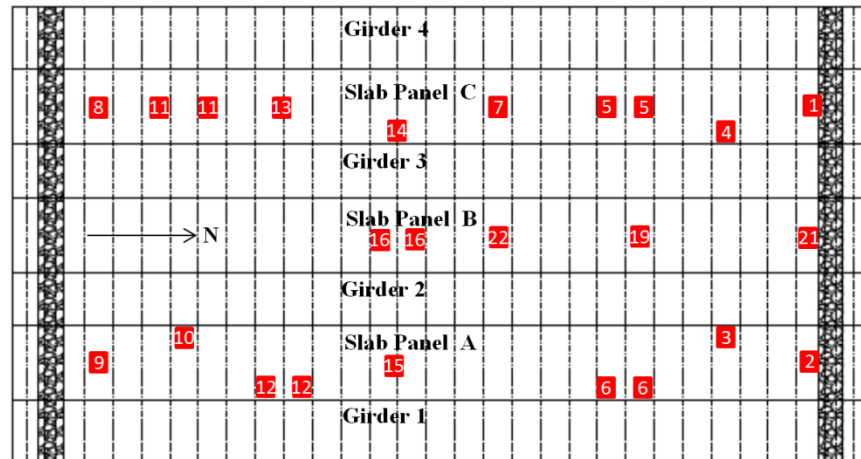 Girder 4
Slab Panel C
8 11 11 13 7 5 5 1
14 4
Girder 3
Slab Panel B
N
16 16 22 19 21
Girder 2
10 3
Slab Panel A
9 15 2
12 12 6 6
Girder 1